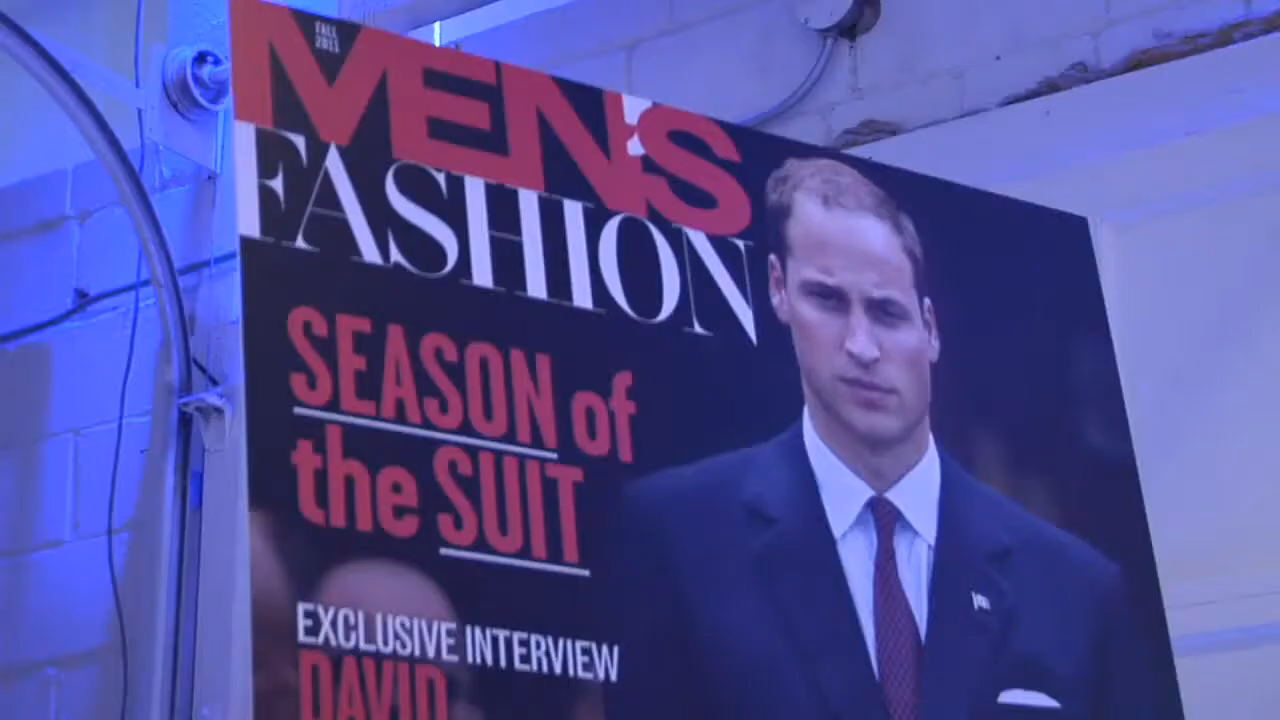 FALL
2011
MEN'S
FASHION
SEASON of
the SUIT
EXCLUSIVE INTERVIEW
DAVID